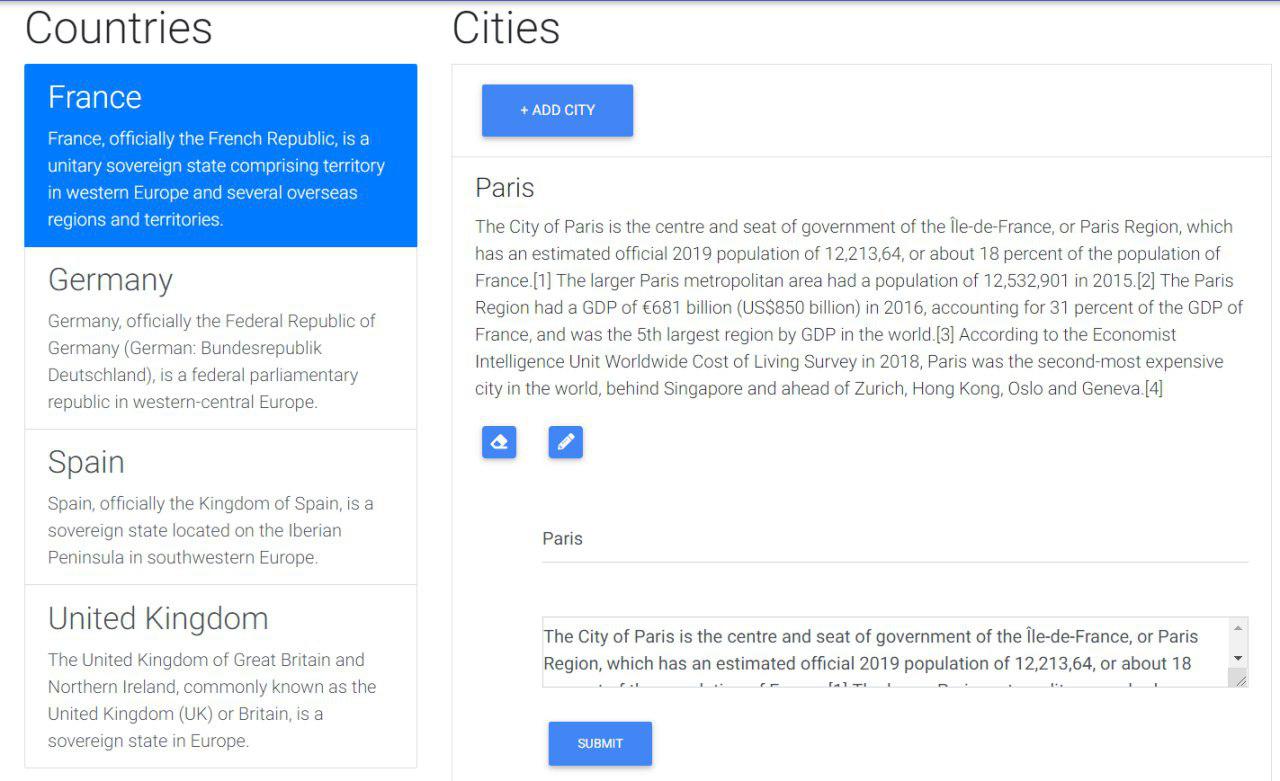 Countries
France
France, officially the French Republic, is a
unitary sovereign state comprising territory
in western Europe and several overseas
regions and territories.
Germany
Germany, officially the Federal Republic of
Germany (German: Bundesrepublik
Deutschland), is a federal parliamentary
republic in western-central Europe.
Spain
Spain, officially the Kingdom of Spain, is a
sovereign state located on the Iberian
Peninsula in southwestern Europe.
United Kingdom
The United Kingdom of Great Britain and
Northern Ireland, commonly known as the
United Kingdom (UK) or Britain, is a
sovereign state in Europe.
Cities
+ ADD CITY
Paris
The City of Paris is the centre and seat of government of the Île-de-France, or Paris Region, which
has an estimated official 2019 population of 12,213,64, or about 18 percent of the population of
France.[1] The larger Paris metropolitan area had a population of 12,532,901 in 2015.[2] The Paris
Region had a GDP of €681 billion (US$850 billion) in 2016, accounting for 31 percent of the GDP of
France, and was the 5th largest region by GDP in the world.[3] According to the Economist
Intelligence Unit Worldwide Cost of Living Survey in 2018, Paris was the second-most expensive
city in the world, behind Singapore and ahead of Zurich, Hong Kong, Oslo and Geneva.[4]
Paris
The City of Paris is the centre and seat of government of the Île-de-France, or Paris
Region, which has an estimated official 2019 population of 12,213,64, or about 18
SUBMIT